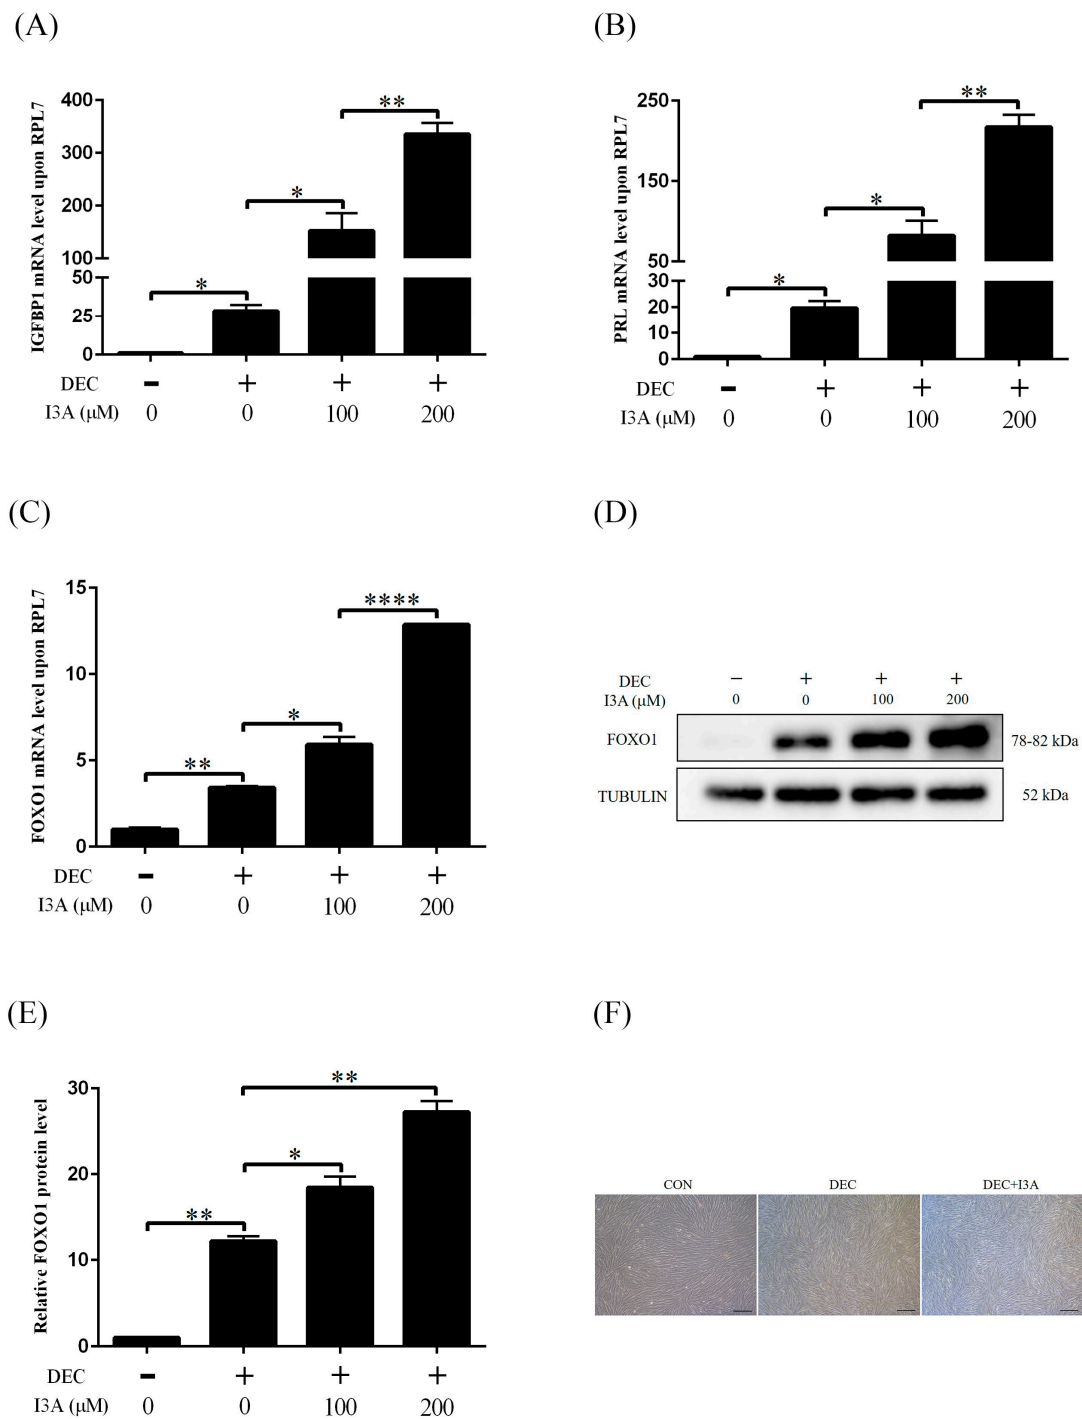 (A)
IGFBP1 mRNA level upon RPL7
400
300
200
100
50
25
0
*
*
**
DEC - + + +
I3A (μM) 0 0 100 200
(B)
PRL mRNA level upon RPL7
250
150
50
30
20
10
0
*
*
**
DEC - + + +
I3A (μM) 0 0 100 200
(C)
FOXO1 mRNA level upon RPL7
15
10
5
0
**
*
****
DEC - + + +
I3A (μM) 0 0 100 200
(D)
DEC - + + +
I3A (μM) 0 0 100 200
FOXO1 78-82 kDa
TUBULIN 52 kDa
(E)
Relative FOXO1 protein level
30
20
10
0
**
*
**
DEC - + + +
I3A (μM) 0 0 100 200
(F)
CON DEC DEC+I3A